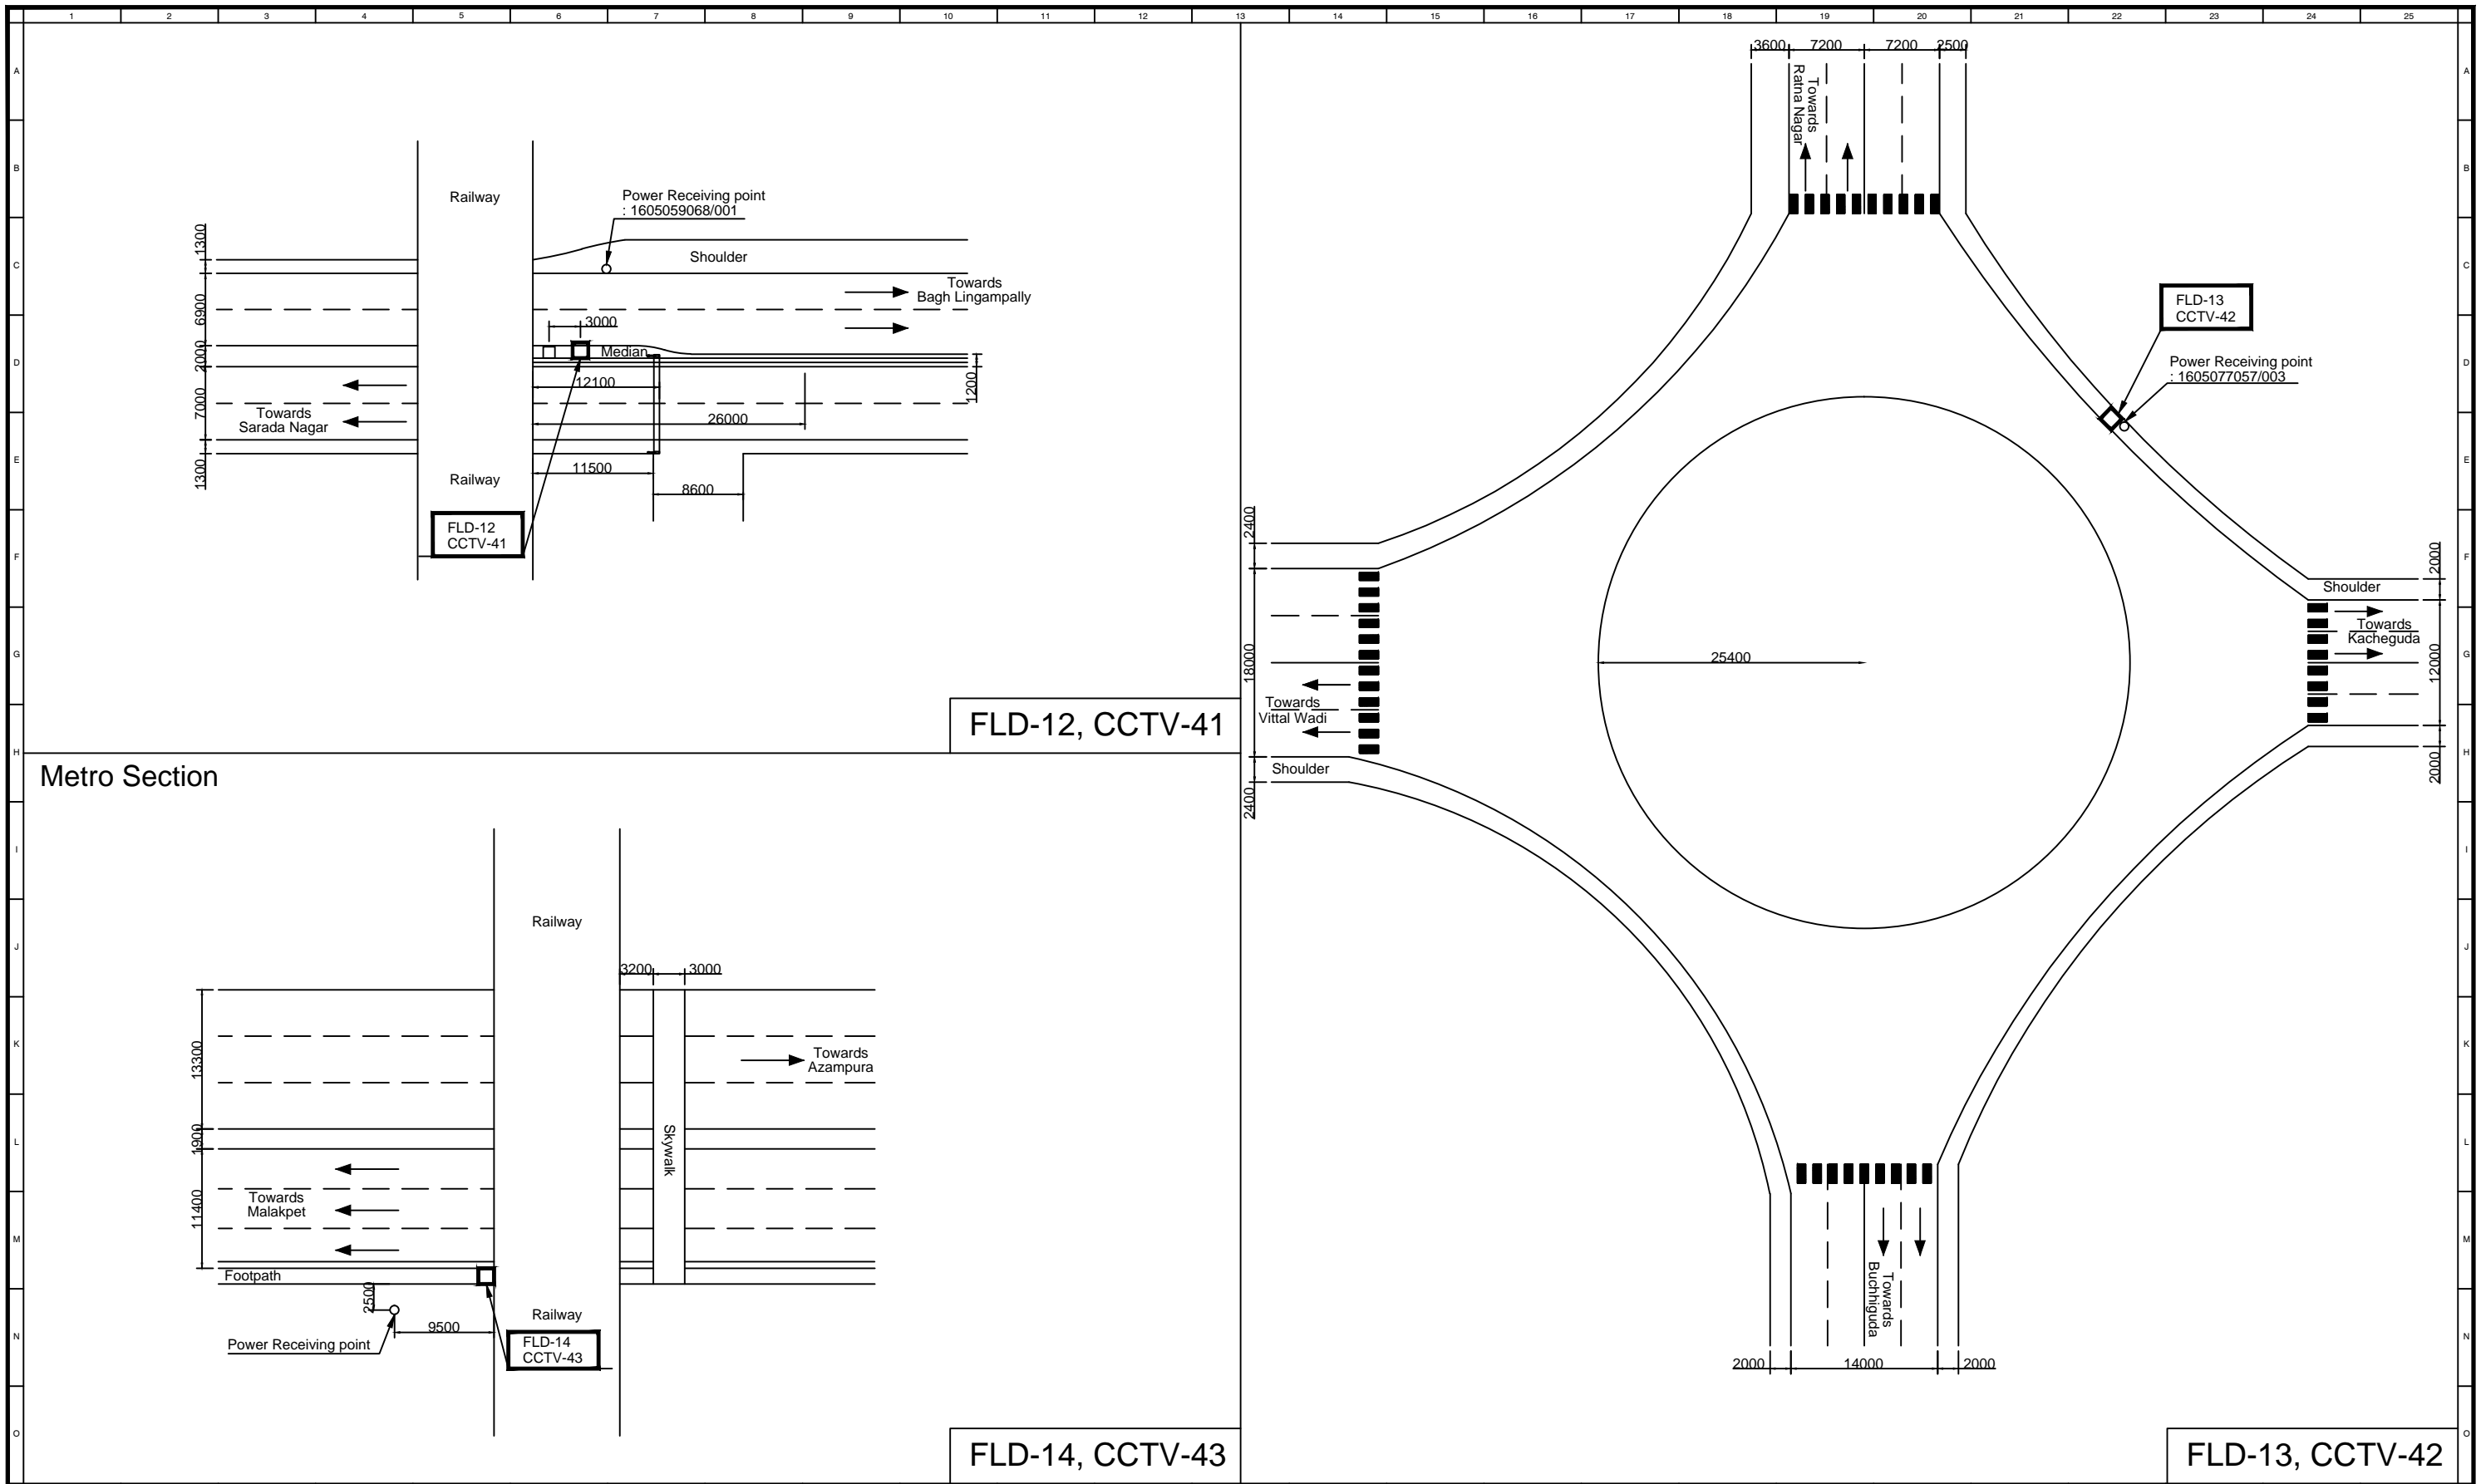 1 2 3 4 5 6 7 8 9 10 11 12 13 14 15 16 17 18 19 20 21 22 23 24 25
A
B
C
D
E
F
G
H
I
J
K
L
M
N
O
Railway
Power Receiving point
: 1605059068/001
Shoulder
Towards
Bagh Lingampally
1300
6900
2000
7000
1300
3000
Median
12100
1200
26000
Towards
Sarada Nagar
11500
8600
Railway
FLD-12
CCTV-41
FLD-12, CCTV-41
Metro Section
Railway
3200 3000
13300
1900
11400
Towards
Azampura
Skywalk
Towards
Malakpet
Footpath
2500
9500
Power Receiving point
Railway
FLD-14
CCTV-43
FLD-14, CCTV-43
3600 7200 7200 2500
Towards
Ratna Nagar
FLD-13
CCTV-42
Power Receiving point
: 1605077057/003
2400
18000
2400
Towards
Vittal Wadi
Shoulder
25400
Shoulder
Towards
Kacheguda
2000
12000
2000
Towards
Buchhiguda
2000 14000 2000
FLD-13, CCTV-42
A
B
C
D
E
F
G
H
I
J
K
L
M
N
O